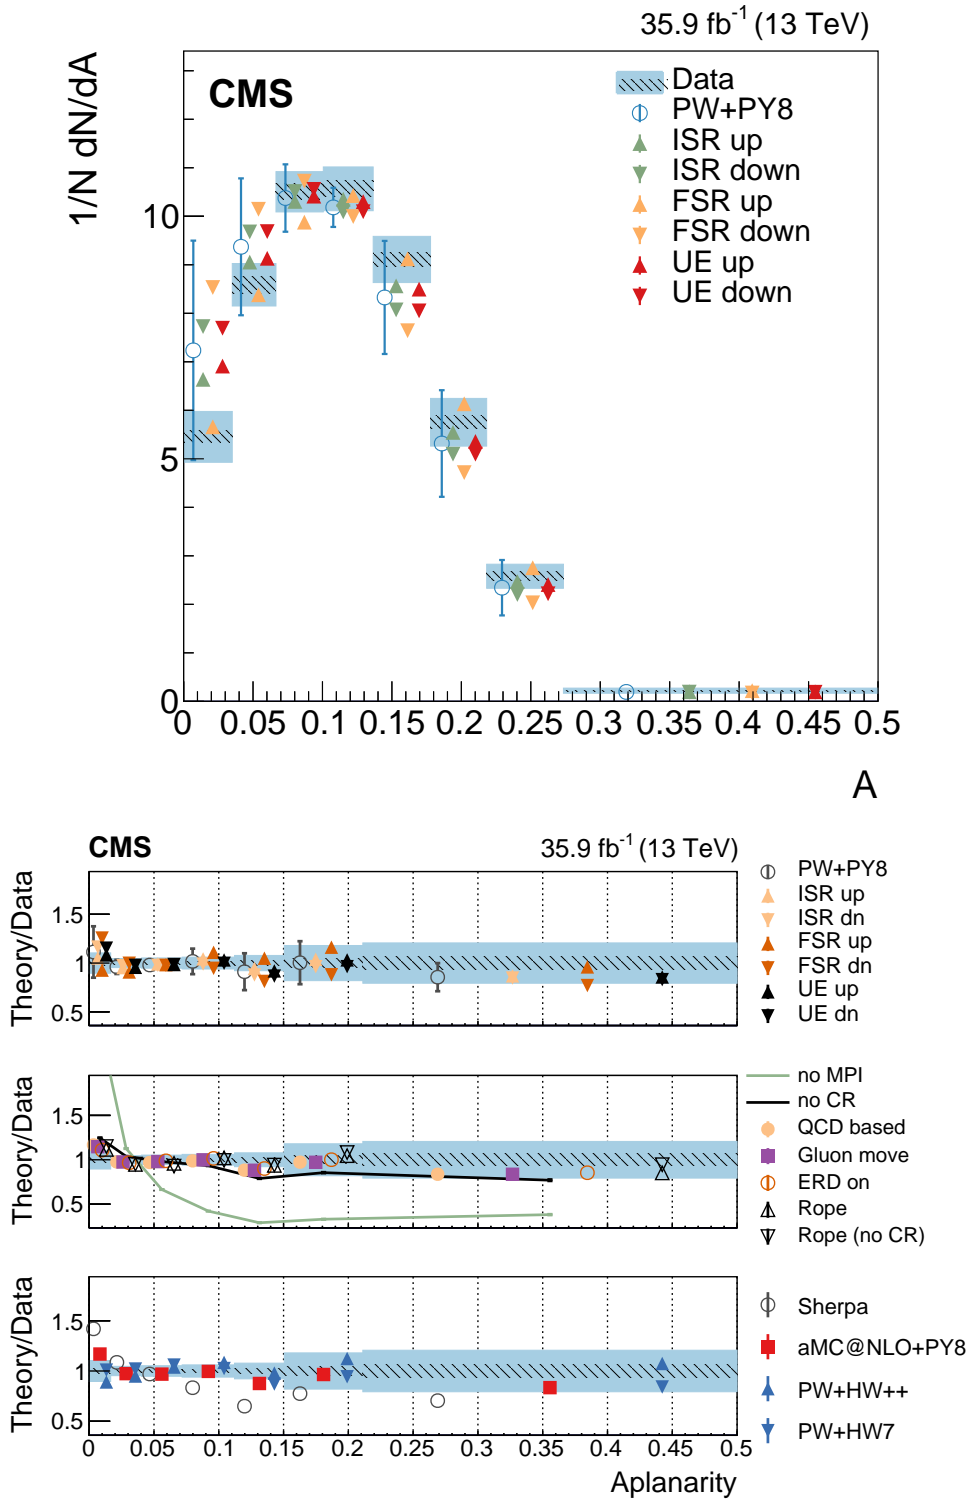 35.9 fb⁻¹ (13 TeV)
1/N dN/dA
CMS
Data
PW+PY8
ISR up
ISR down
FSR up
FSR down
UE up
UE down
10
5
0
0 0.05 0.1 0.15 0.2 0.25 0.3 0.35 0.4 0.45 0.5
A
CMS 35.9 fb⁻¹ (13 TeV)
Theory/Data
1.5
1
0.5
PW+PY8
ISR up
ISR dn
FSR up
FSR dn
UE up
UE dn
Theory/Data
1.5
1
0.5
no MPI
no CR
QCD based
Gluon move
ERD on
Rope
Rope (no CR)
Theory/Data
1.5
1
0.5
Sherpa
aMC@NLO+PY8
PW+HW++
PW+HW7
0 0.05 0.1 0.15 0.2 0.25 0.3 0.35 0.4 0.45 0.5
Aplanarity